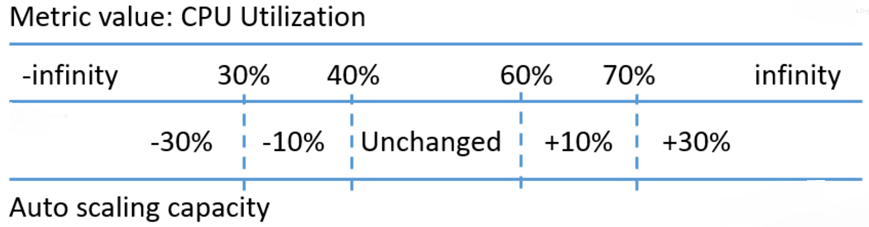 Metric value: CPU Utilization
-infinity 30% 40% 60% 70% infinity
-30% -10% Unchanged +10% +30%
Auto scaling capacity